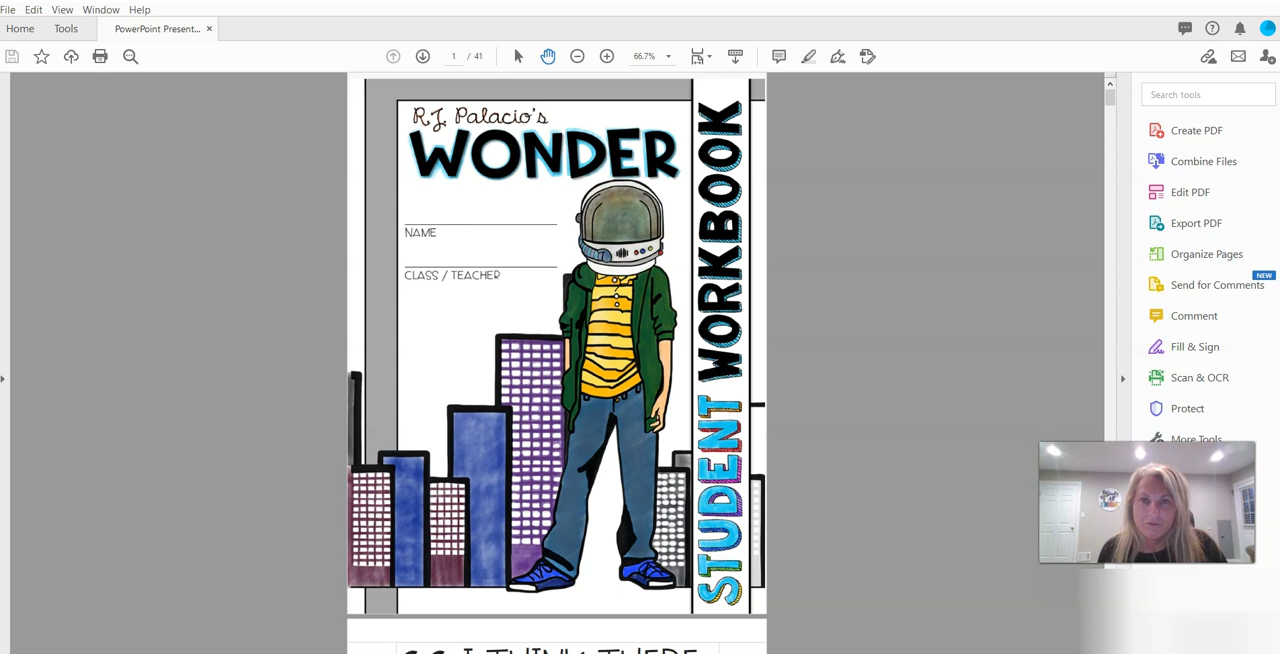 File Edit View Window Help
Home Tools PowerPoint Present... ×
1 / 41 66.7%
Search tools
Create PDF
Combine Files
Edit PDF
Export PDF
Organize Pages
NEW
Send for Comments
Comment
Fill & Sign
Scan & OCR
Protect
More Tools
R.J. Palacio's
WONDER
NAME
CLASS / TEACHER
STUDENT WORKBOOK
I THINK THERE